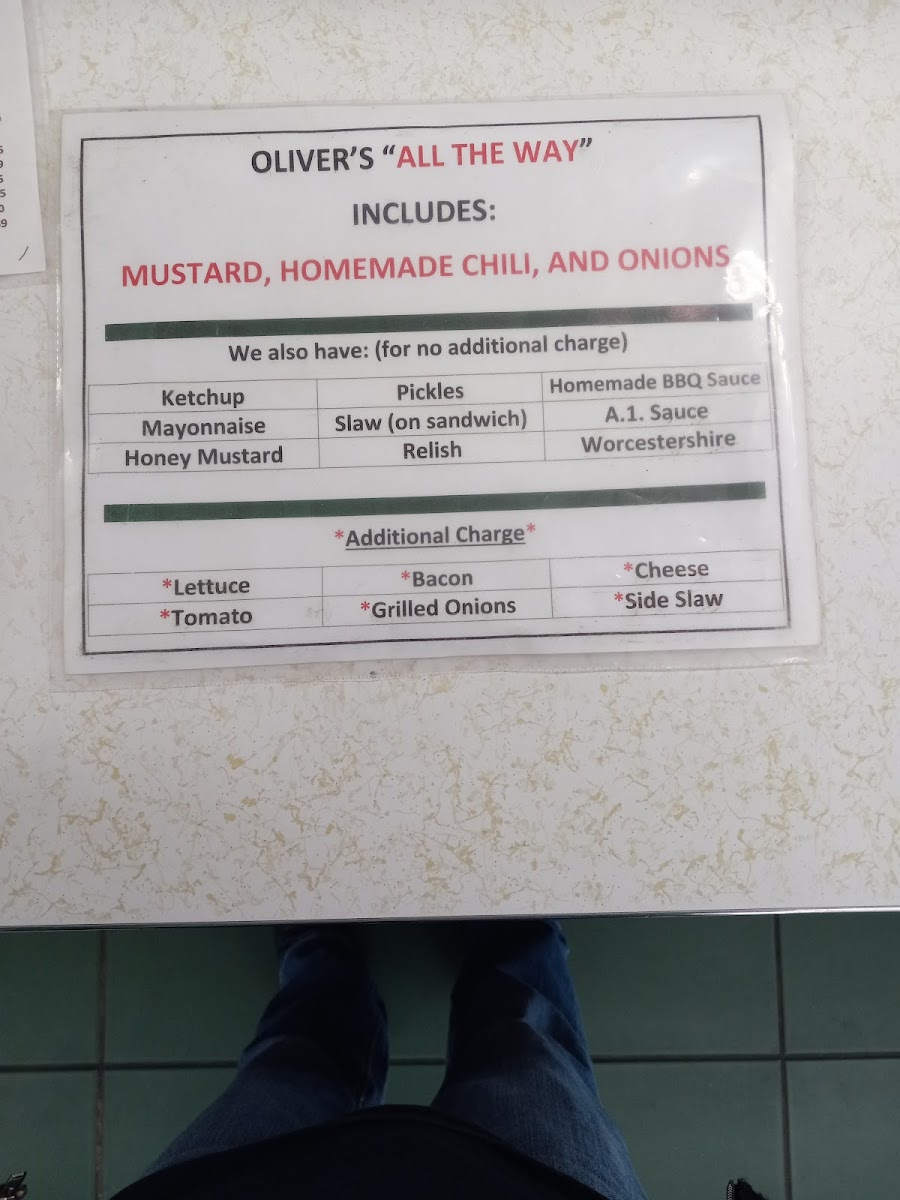 OLIVER'S “ALL THE WAY”
INCLUDES:
MUSTARD, HOMEMADE CHILI, AND ONIONS
We also have: (for no additional charge)
Ketchup Pickles Homemade BBQ Sauce
Mayonnaise Slaw (on sandwich) A.1. Sauce
Honey Mustard Relish Worcestershire
*Additional Charge*
*Lettuce *Bacon *Cheese
*Tomato *Grilled Onions *Side Slaw